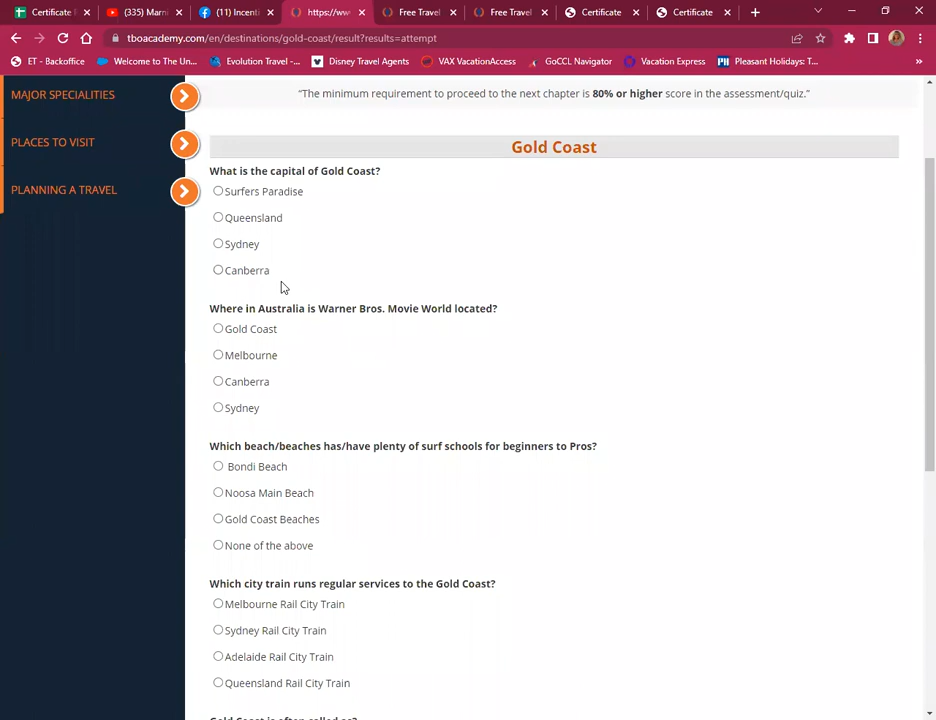 Certificate
(335) Marni
(11) Incenti
https://ww
Free Travel
Free Travel
Certificate
Certificate
tboacademy.com/en/destinations/gold-coast/result?results=attempt
ET - Backoffice
Welcome to The Un...
Evolution Travel -...
Disney Travel Agents
VAX VacationAccess
GoCCL Navigator
Vacation Express
Pleasant Holidays: T...
»
MAJOR SPECIALITIES
PLACES TO VISIT
PLANNING A TRAVEL
“The minimum requirement to proceed to the next chapter is 80% or higher score in the assessment/quiz.”
Gold Coast
What is the capital of Gold Coast?
Surfers Paradise
Queensland
Sydney
Canberra
Where in Australia is Warner Bros. Movie World located?
Gold Coast
Melbourne
Canberra
Sydney
Which beach/beaches has/have plenty of surf schools for beginners to Pros?
Bondi Beach
Noosa Main Beach
Gold Coast Beaches
None of the above
Which city train runs regular services to the Gold Coast?
Melbourne Rail City Train
Sydney Rail City Train
Adelaide Rail City Train
Queensland Rail City Train
Gold Coast is often called as?